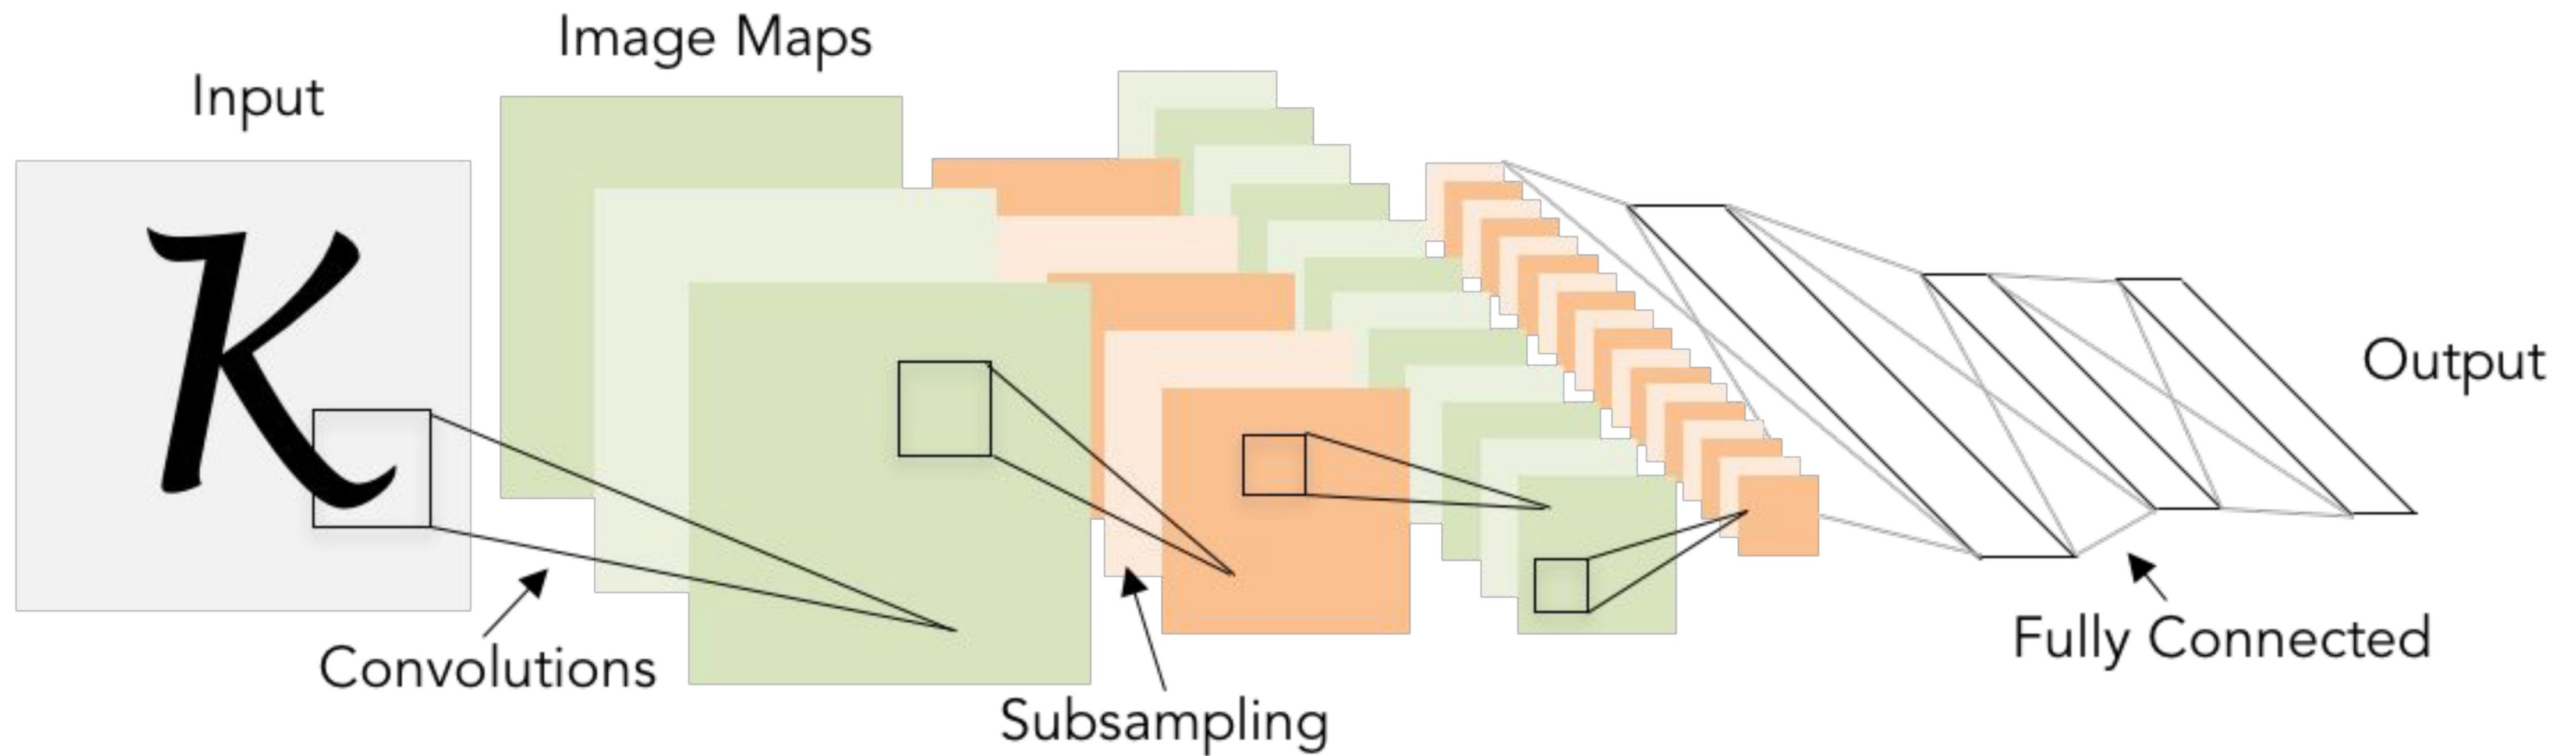 Image Maps
Input
K
Output
Convolutions
Fully Connected
Subsampling